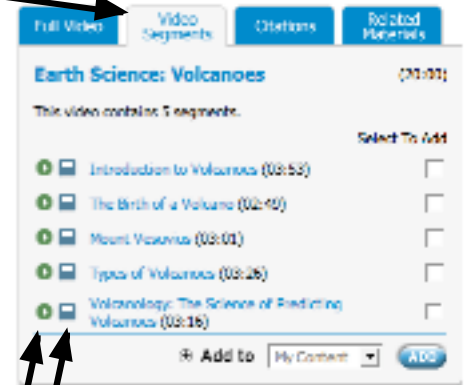 Full Video
Video
Segments
Citations
Related
Materials
Earth Science: Volcanoes (20:00)
This video contains 5 segments.
Select To Add
Introduction to Volcanoes (03:53)
The Birth of a Volcano (02:49)
Mount Vesuvius (03:01)
Types of Volcanoes (03:26)
Volcanology: The Science of Predicting
Volcanoes (03:16)
Add to My Content ADD